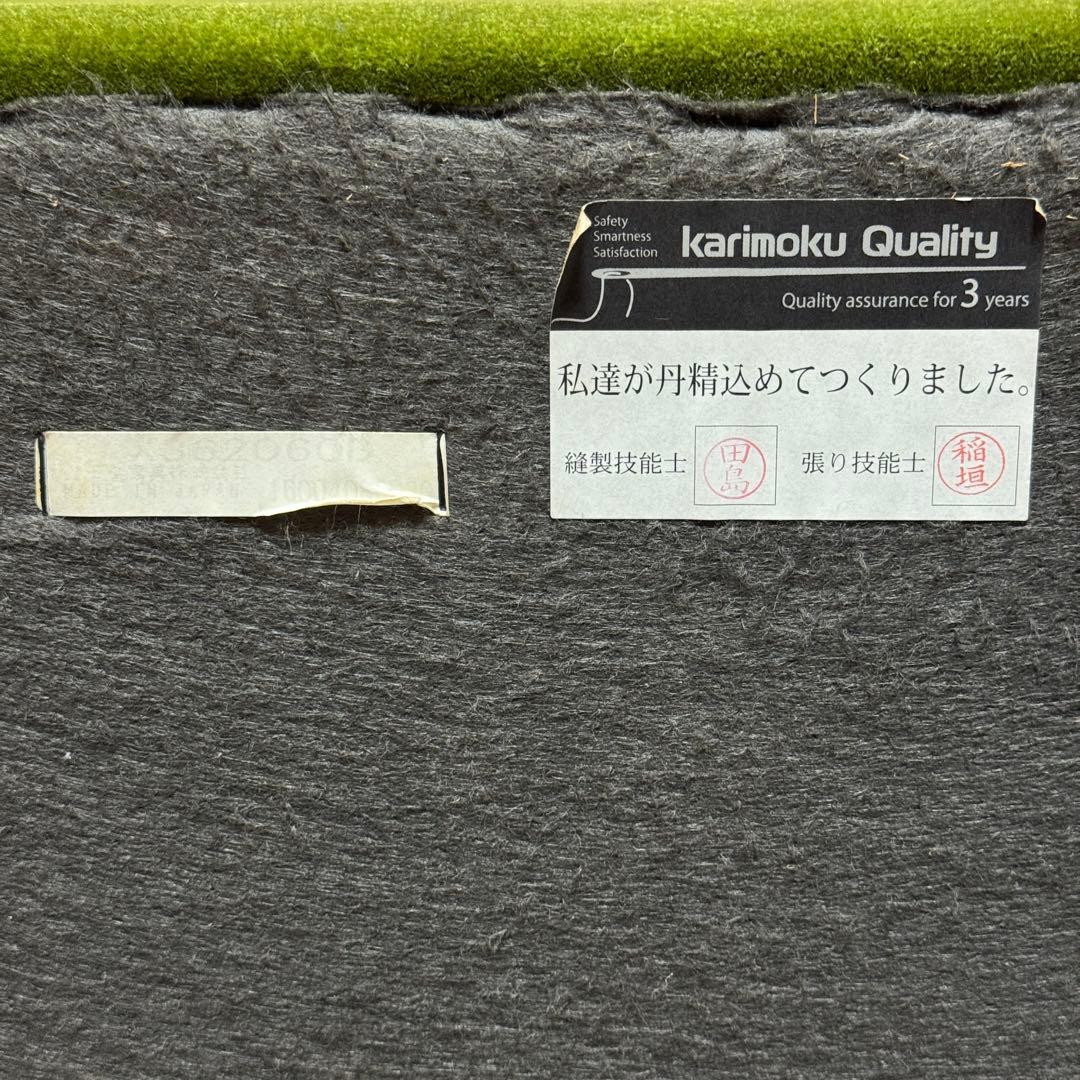 Safety
Smartness
Satisfaction
karimoku Quality
Quality assurance for 3 years
私達が丹精込めてつくりました。
縫製技能士 田島 張り技能士 稲垣